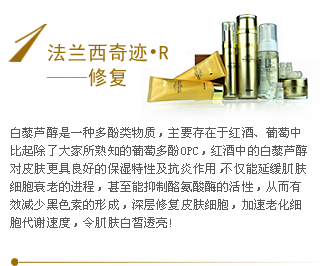 1
法兰西奇迹•R
——修复
白藜芦醇是一种多酚类物质，主要存在于红酒、葡萄中
比起除了大家所熟知的葡萄多酚OPC，红酒中的白藜芦醇
对皮肤更具良好的保湿特性及抗炎作用,不仅能延缓肌肤
细胞衰老的进程，甚至能抑制酪氨酸酶的活性，从而有
效减少黑色素的形成，深层修复皮肤细胞，加速老化细
胞代谢速度，令肌肤白皙透亮!